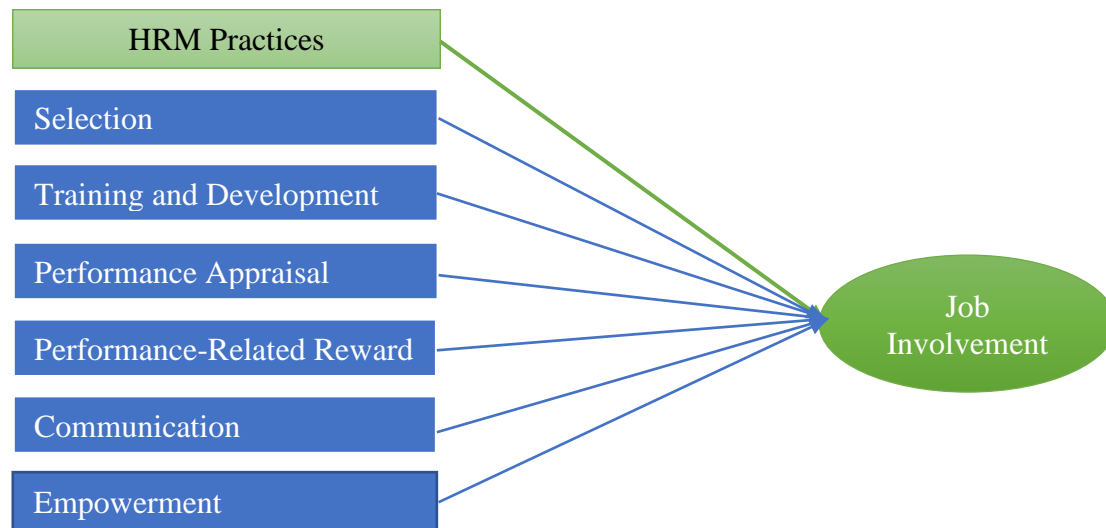 HRM Practices
Selection
Training and Development
Performance Appraisal
Performance-Related Reward
Communication
Empowerment
Job
Involvement